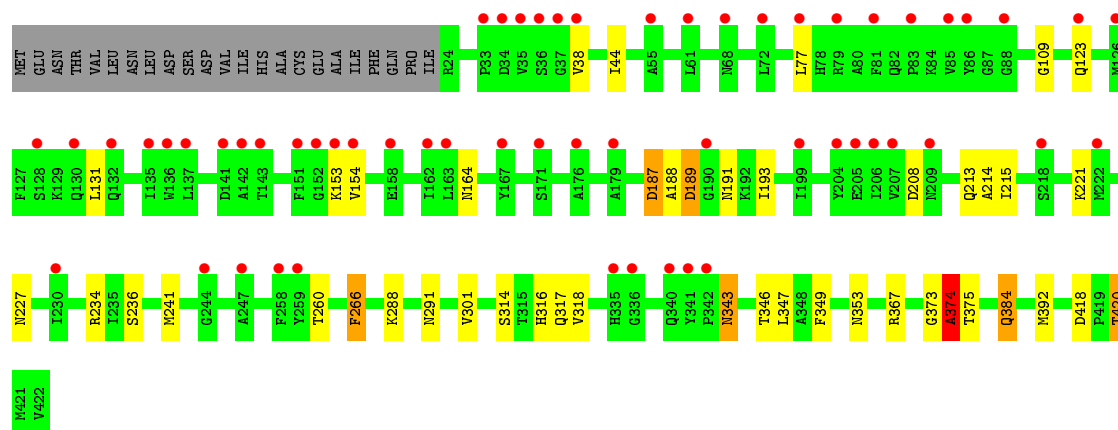 MET GLU ASN THR VAL LEU ASN LEU ASP SER ASP VAL ILE HIS ALA CYS GLU ALA ILE PHE GLN PRO ILE R24 P33 D34 V35 S36 G37 V38 I44 A55 L61 N68 L72 L77 H78 R79 A80 F81 Q82 P83 K84 V85 Y86 G87 G88 G109 Q123 M126
F127 S128 K129 Q130 L131 Q132 I135 W136 L137 D141 A142 T143 F151 G152 K153 V154 E158 I162 L163 N164 Y167 S171 A176 A179 D187 A188 D189 G190 N191 K192 I193 I199 Y204 E205 I206 V207 D208 N209 Q213 A214 I215 S218 K221 M222
N227 I230 R234 I235 S236 M241 G244 A247 F258 Y259 T260 F266 K288 N291 V301 S314 T315 H316 Q317 V318 H335 G336 Q340 Y341 P342 N343 T346 L347 A348 F349 N353 R367 G373 A374 T375 Q384 M392 D418 P419 T420
M421 V422